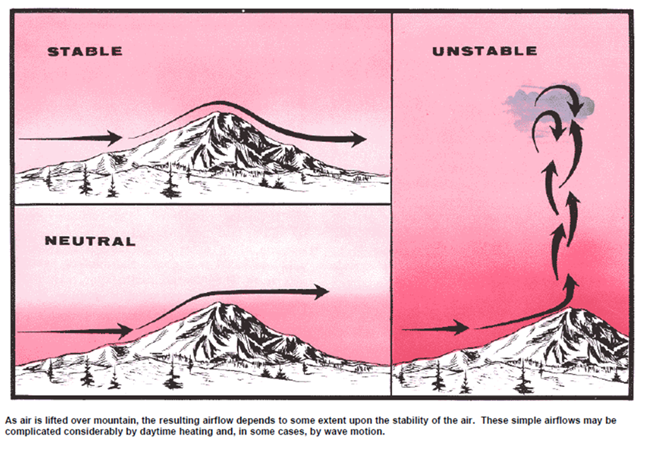 STABLE
UNSTABLE
NEUTRAL
As air is lifted over mountain, the resulting airflow depends to some extent upon the stability of the air.  These simple airflows may be
complicated considerably by daytime heating and, in some cases, by wave motion.